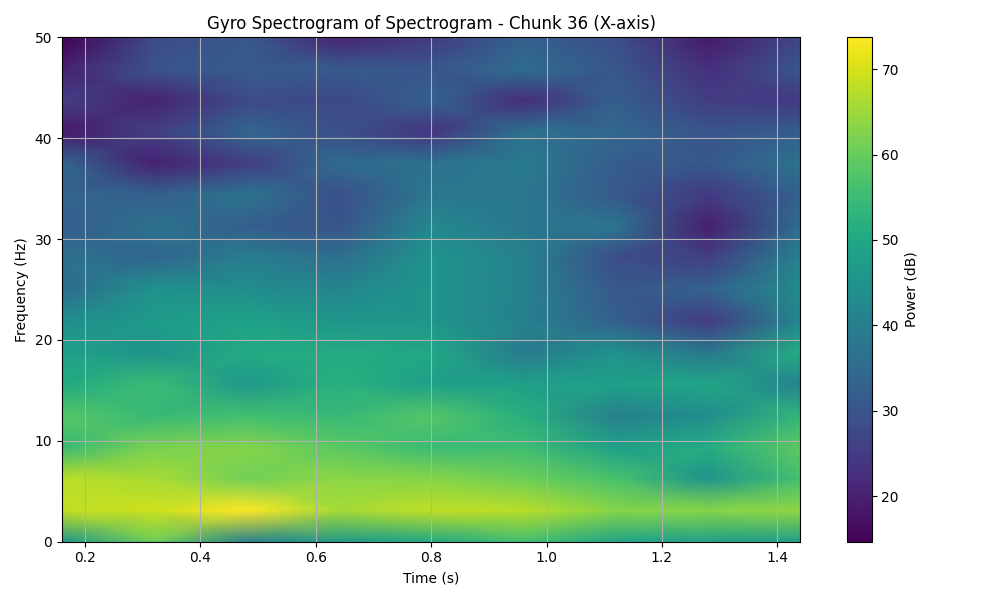 Gyro Spectrogram of Spectrogram - Chunk 36 (X-axis)
50
40
30
20
10
0
Frequency (Hz)
0.2 0.4 0.6 0.8 1.0 1.2 1.4
Time (s)
70
60
50
40
30
20
Power (dB)